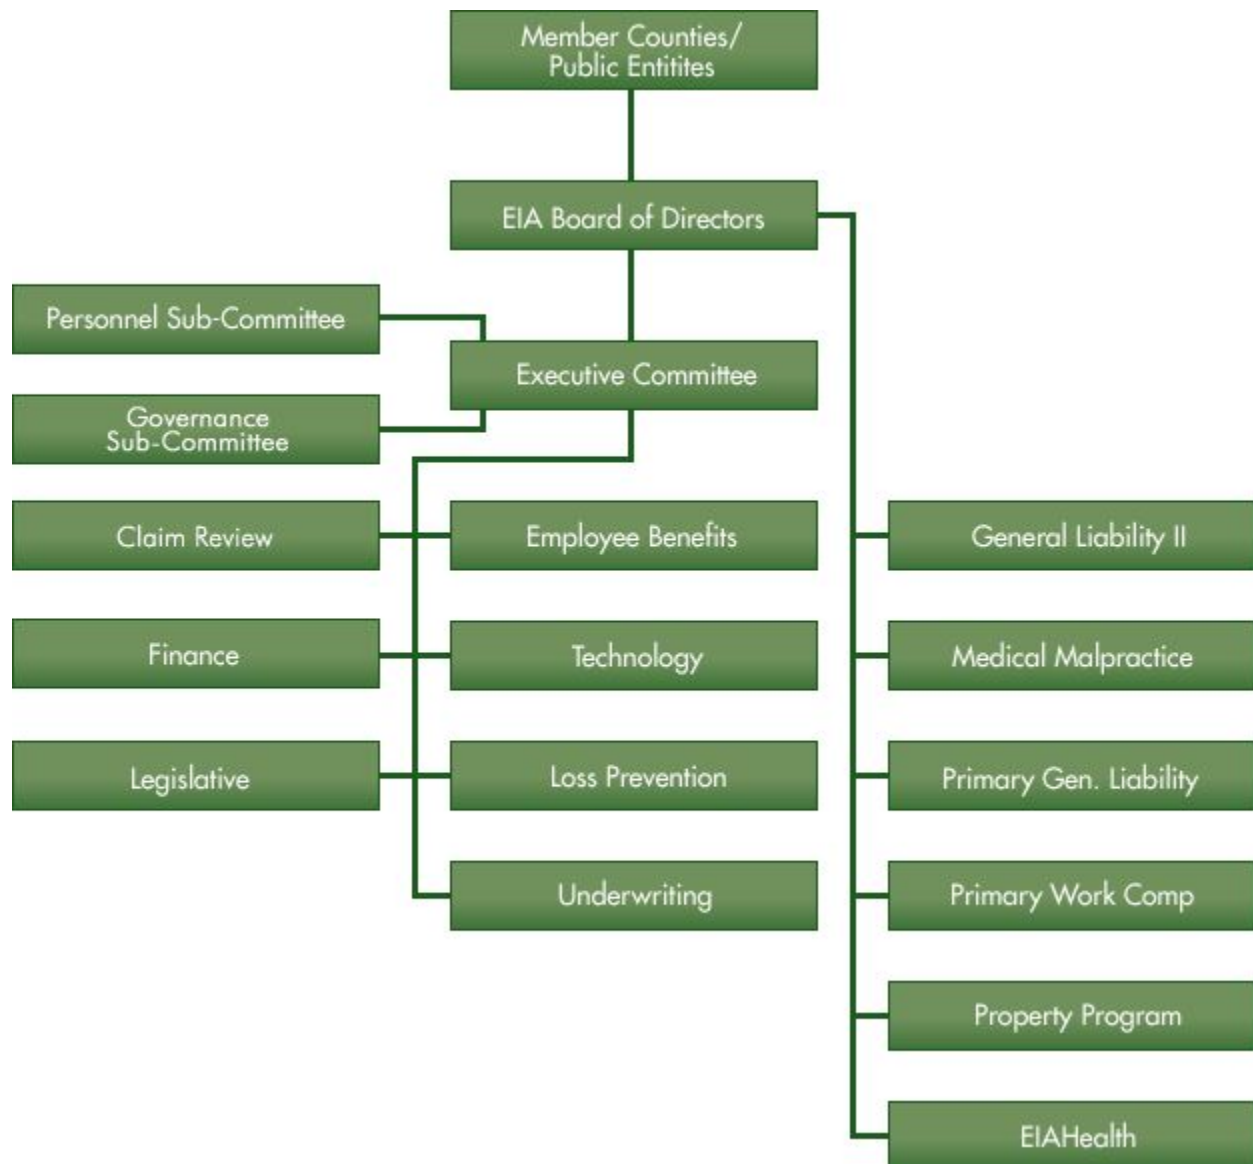 Member Counties/
Public Entitites
EIA Board of Directors
Personnel Sub-Committee
Executive Committee
Governance
Sub-Committee
Claim Review
Employee Benefits
General Liability II
Finance
Technology
Medical Malpractice
Legislative
Loss Prevention
Primary Gen. Liability
Underwriting
Primary Work Comp
Property Program
EIAHealth